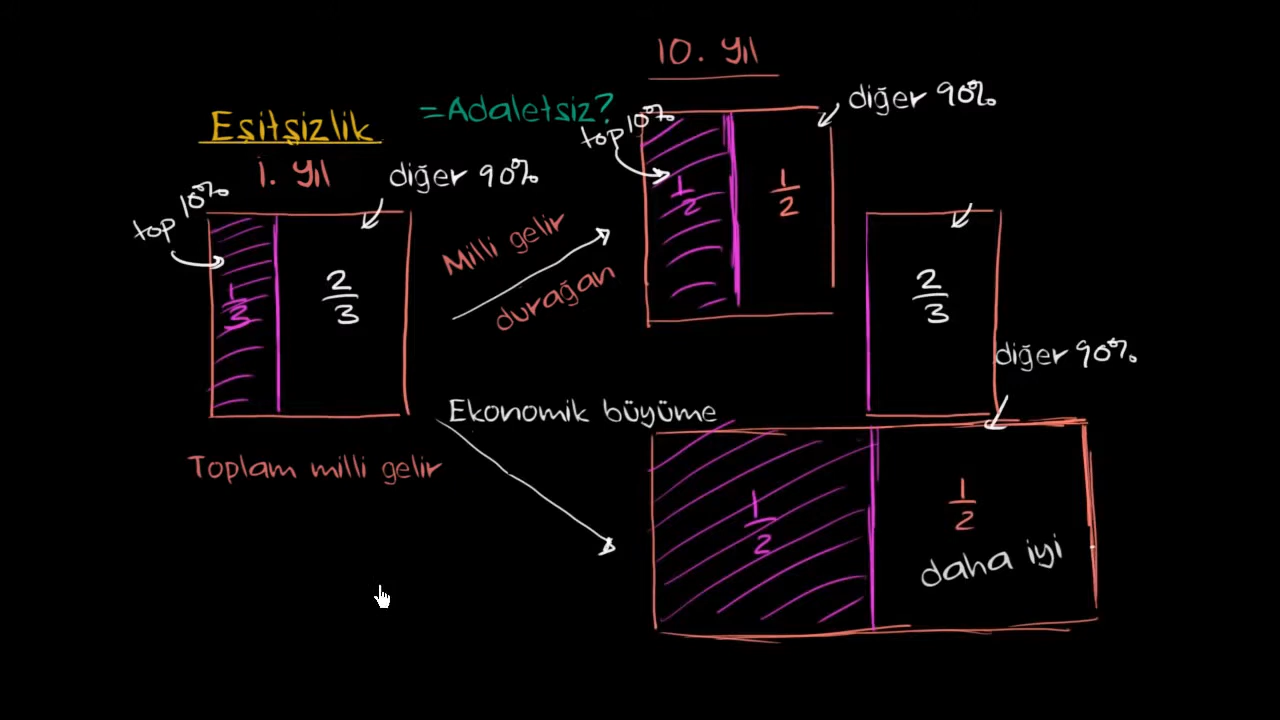 10. yıl
Eşitsizlik
=Adaletsiz?
1. yıl
top 10%
diğer 90%
1/3
2/3
Toplam milli gelir
Milli gelir
durağan
top 10%
diğer 90%
1/2
1/2
2/3
Ekonomik büyüme
diğer 90%
1/2
1/2
daha iyi